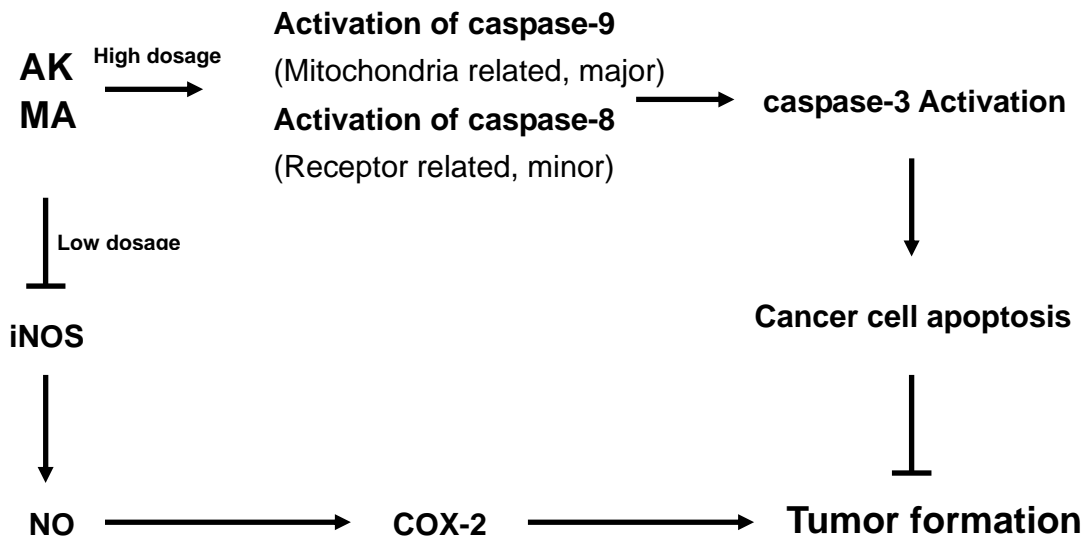 Activation of caspase-9
AK High dosage (Mitochondria related, major)
MA Activation of caspase-8 caspase-3 Activation
(Receptor related, minor)
Low dosage
iNOS Cancer cell apoptosis
NO COX-2 Tumor formation